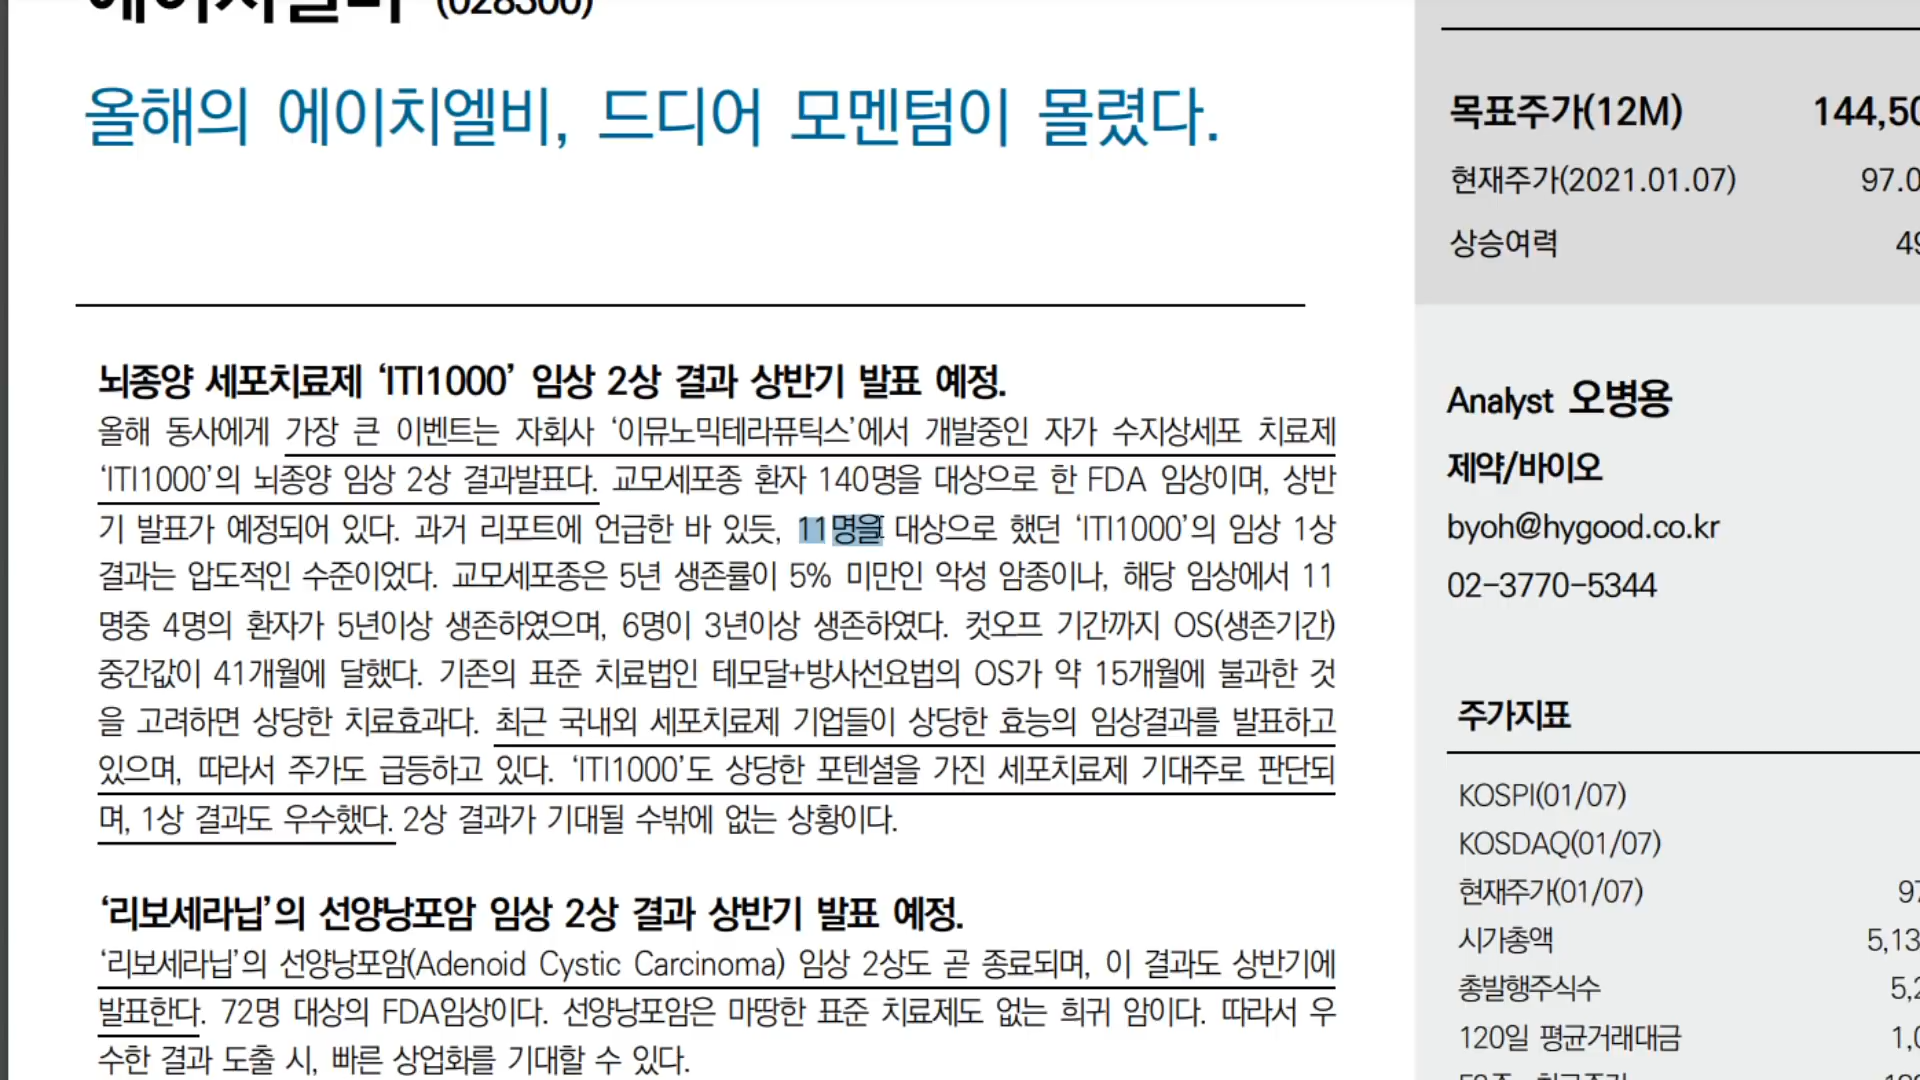 에이치엘비 (028300)
올해의 에이치엘비, 드디어 모멘텀이 몰렸다.
뇌종양 세포치료제 ‘ITI1000’ 임상 2상 결과 상반기 발표 예정.
올해 동사에게 가장 큰 이벤트는 자회사 ‘이뮤노믹테라퓨틱스’에서 개발중인 자가 수지상세포 치료제
‘ITI1000’의 뇌종양 임상 2상 결과발표다. 교모세포종 환자 140명을 대상으로 한 FDA 임상이며, 상반
기 발표가 예정되어 있다. 과거 리포트에 언급한 바 있듯, 11명을 대상으로 했던 ‘ITI1000’의 임상 1상
결과는 압도적인 수준이었다. 교모세포종은 5년 생존률이 5% 미만인 악성 암종이나, 해당 임상에서 11
명중 4명의 환자가 5년이상 생존하였으며, 6명이 3년이상 생존하였다. 컷오프 기간까지 OS(생존기간)
중간값이 41개월에 달했다. 기존의 표준 치료법인 테모달+방사선요법의 OS가 약 15개월에 불과한 것
을 고려하면 상당한 치료효과다. 최근 국내외 세포치료제 기업들이 상당한 효능의 임상결과를 발표하고
있으며, 따라서 주가도 급등하고 있다. ‘ITI1000’도 상당한 포텐셜을 가진 세포치료제 기대주로 판단되
며, 1상 결과도 우수했다. 2상 결과가 기대될 수밖에 없는 상황이다.
‘리보세라닙’의 선양낭포암 임상 2상 결과 상반기 발표 예정.
‘리보세라닙’의 선양낭포암(Adenoid Cystic Carcinoma) 임상 2상도 곧 종료되며, 이 결과도 상반기에
발표한다. 72명 대상의 FDA임상이다. 선양낭포암은 마땅한 표준 치료제도 없는 희귀 암이다. 따라서 우
수한 결과 도출 시, 빠른 상업화를 기대할 수 있다.
목표주가(12M) 144,50
현재주가(2021.01.07) 97.0
상승여력 49
Analyst 오병용
제약/바이오
byoh@hygood.co.kr
02-3770-5344
주가지표
KOSPI(01/07)
KOSDAQ(01/07)
현재주가(01/07) 97
시가총액 5,13
총발행주식수 5,2
120일 평균거래대금 1,0